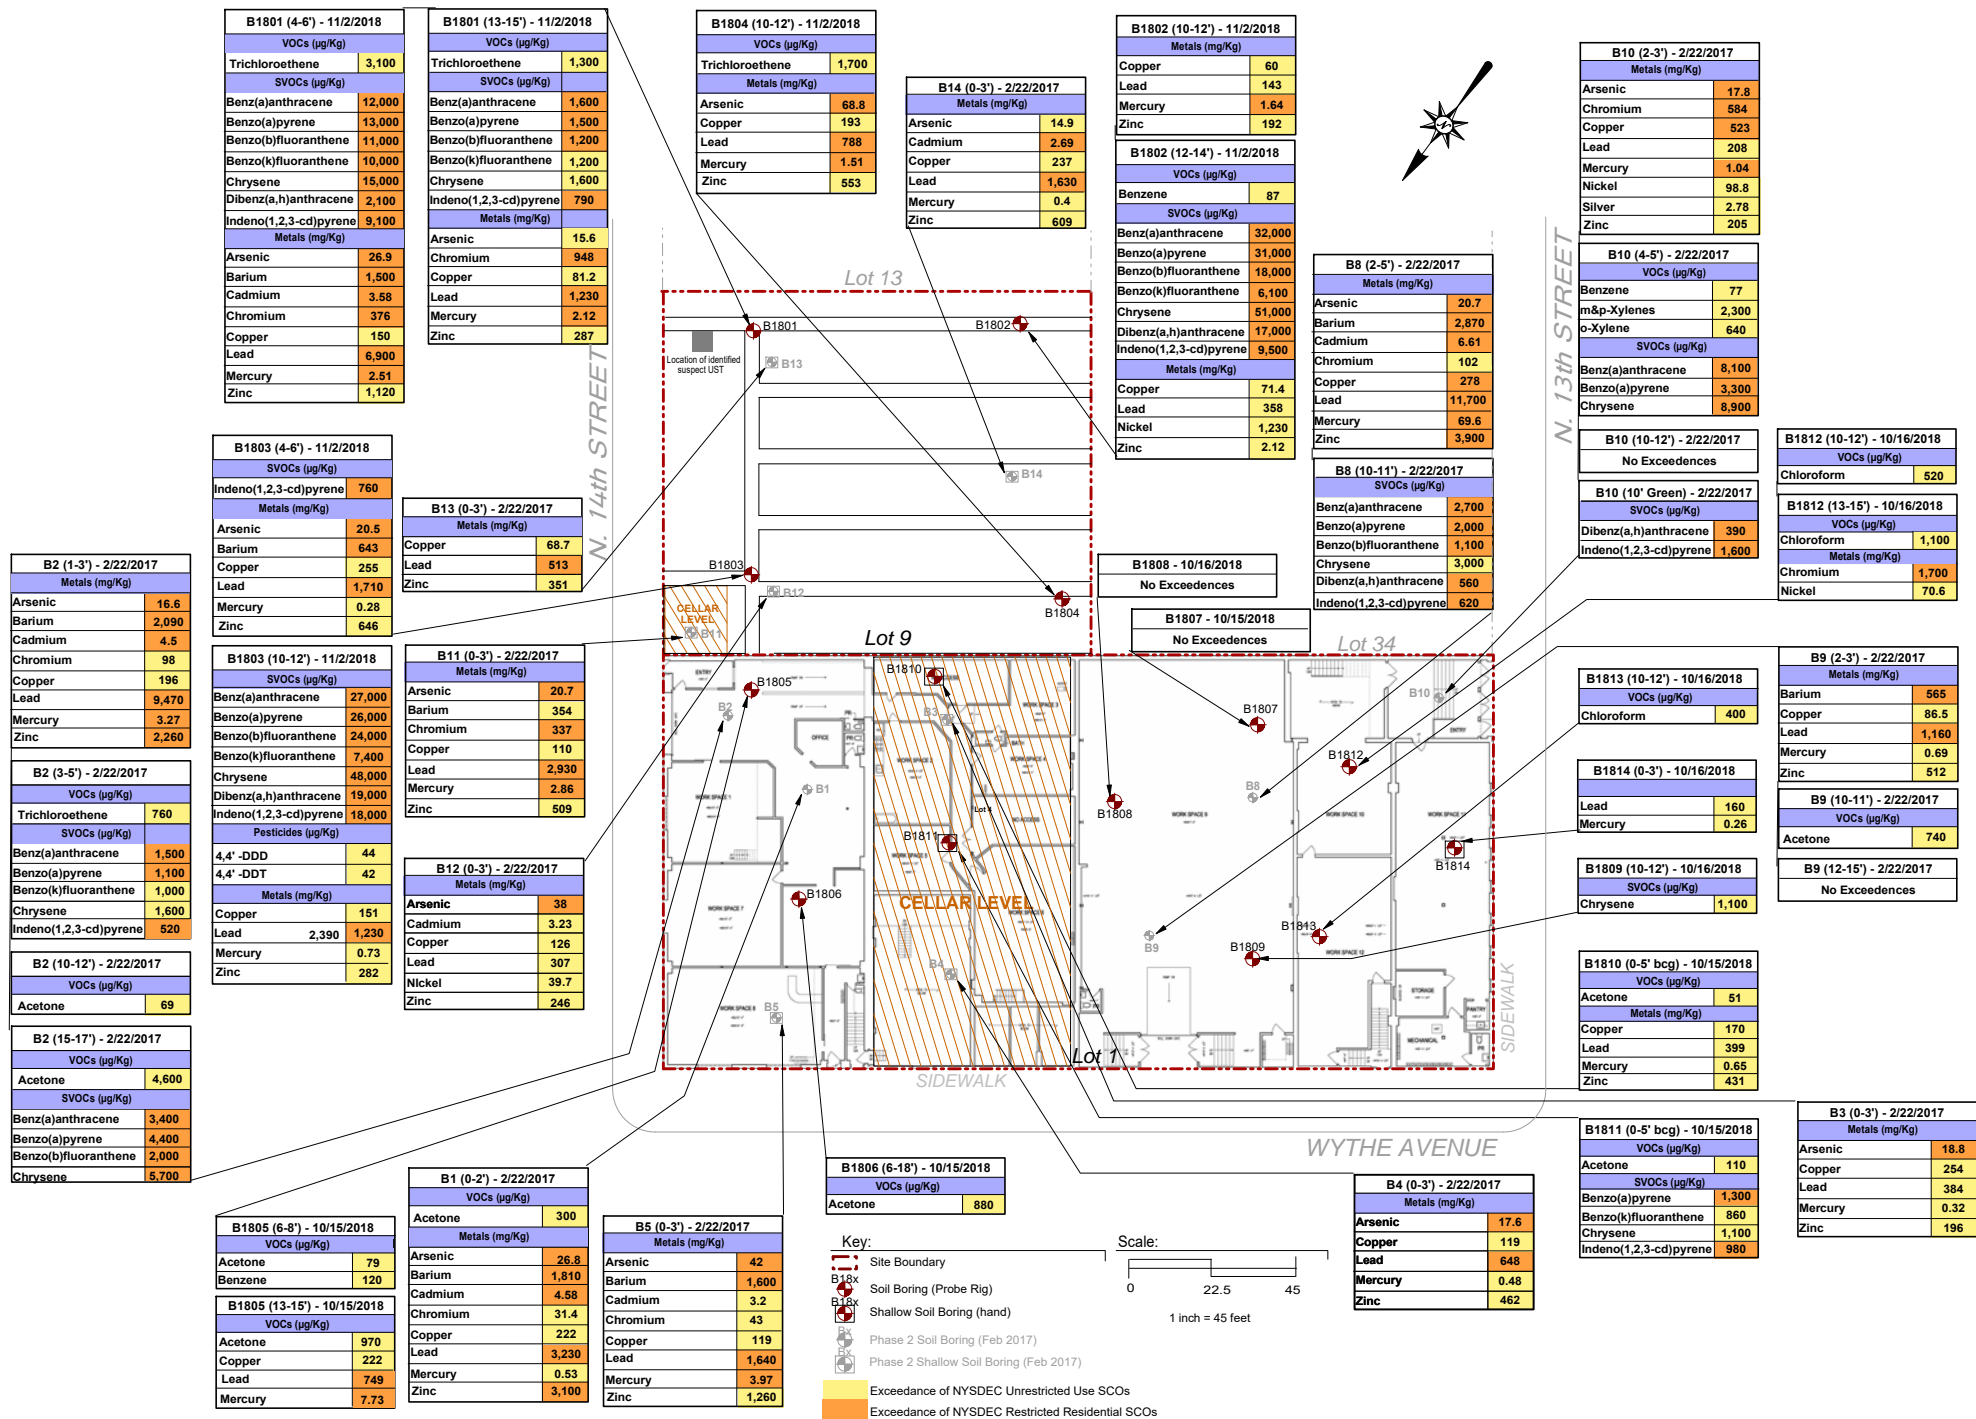 B1801 (4-6') - 11/2/2018
VOCs (µg/Kg)
Trichloroethene 3,100
SVOCs (µg/Kg)
Benz(a)anthracene 12,000
Benzo(a)pyrene 13,000
Benzo(b)fluoranthene 11,000
Benzo(k)fluoranthene 10,000
Chrysene 15,000
Dibenz(a,h)anthracene 2,100
Indeno(1,2,3-cd)pyrene 9,100
Metals (mg/Kg)
Arsenic 26.9
Barium 1,500
Cadmium 3.58
Chromium 376
Copper 150
Lead 6,900
Mercury 2.51
Zinc 1,120
B1801 (13-15') - 11/2/2018
VOCs (µg/Kg)
Trichloroethene 1,300
SVOCs (µg/Kg)
Benz(a)anthracene 1,600
Benzo(a)pyrene 1,500
Benzo(b)fluoranthene 1,200
Benzo(k)fluoranthene 1,200
Chrysene 1,600
Indeno(1,2,3-cd)pyrene 790
Metals (mg/Kg)
Arsenic 15.6
Chromium 948
Copper 81.2
Lead 1,230
Mercury 2.12
Zinc 287
B1804 (10-12') - 11/2/2018
VOCs (µg/Kg)
Trichloroethene 1,700
Metals (mg/Kg)
Arsenic 68.8
Copper 193
Lead 788
Mercury 1.51
Zinc 553
B14 (0-3') - 2/22/2017
Metals (mg/Kg)
Arsenic 14.9
Cadmium 2.69
Copper 237
Lead 1,630
Mercury 0.4
Zinc 609
B1802 (10-12') - 11/2/2018
Metals (mg/Kg)
Copper 60
Lead 143
Mercury 1.64
Zinc 192
B1802 (12-14') - 11/2/2018
VOCs (µg/Kg)
Benzene 87
SVOCs (µg/Kg)
Benz(a)anthracene 32,000
Benzo(a)pyrene 31,000
Benzo(b)fluoranthene 18,000
Benzo(k)fluoranthene 6,100
Chrysene 51,000
Dibenz(a,h)anthracene 17,000
Indeno(1,2,3-cd)pyrene 9,500
Metals (mg/Kg)
Copper 71.4
Lead 358
Nickel 1,230
Zinc 2.12
B8 (2-5') - 2/22/2017
Metals (mg/Kg)
Arsenic 20.7
Barium 2,870
Cadmium 6.61
Chromium 102
Copper 278
Lead 11,700
Mercury 69.6
Zinc 3,900
B8 (10-11') - 2/22/2017
SVOCs (µg/Kg)
Benz(a)anthracene 2,700
Benzo(a)pyrene 2,000
Benzo(b)fluoranthene 1,100
Chrysene 3,000
Dibenz(a,h)anthracene 560
Indeno(1,2,3-cd)pyrene 620
B10 (2-3') - 2/22/2017
Metals (mg/Kg)
Arsenic 17.8
Chromium 584
Copper 523
Lead 208
Mercury 1.04
Nickel 98.8
Silver 2.78
Zinc 205
B10 (4-5') - 2/22/2017
VOCs (µg/Kg)
Benzene 77
m&p-Xylenes 2,300
o-Xylene 640
SVOCs (µg/Kg)
Benz(a)anthracene 8,100
Benzo(a)pyrene 3,300
Chrysene 8,900
B10 (10-12') - 2/22/2017
No Exceedences
B10 (10' Green) - 2/22/2017
SVOCs (µg/Kg)
Dibenz(a,h)anthracene 390
Indeno(1,2,3-cd)pyrene 1,600
B1812 (10-12') - 10/16/2018
VOCs (µg/Kg)
Chloroform 520
B1812 (13-15') - 10/16/2018
VOCs (µg/Kg)
Chloroform 1,100
Metals (mg/Kg)
Chromium 1,700
Nickel 70.6
B1803 (4-6') - 11/2/2018
SVOCs (µg/Kg)
Indeno(1,2,3-cd)pyrene 760
Metals (mg/Kg)
Arsenic 20.5
Barium 643
Copper 255
Lead 1,710
Mercury 0.28
Zinc 646
B13 (0-3') - 2/22/2017
Metals (mg/Kg)
Copper 68.7
Lead 513
Zinc 351
B2 (1-3') - 2/22/2017
Metals (mg/Kg)
Arsenic 16.6
Barium 2,090
Cadmium 4.5
Chromium 98
Copper 196
Lead 9,470
Mercury 3.27
Zinc 2,260
B1803 (10-12') - 11/2/2018
SVOCs (µg/Kg)
Benz(a)anthracene 27,000
Benzo(a)pyrene 26,000
Benzo(b)fluoranthene 24,000
Benzo(k)fluoranthene 7,400
Chrysene 48,000
Dibenz(a,h)anthracene 19,000
Indeno(1,2,3-cd)pyrene 18,000
Pesticides (µg/Kg)
4,4' -DDD 44
4,4' -DDT 42
Metals (mg/Kg)
Copper 151
Lead 2,390 1,230
Mercury 0.73
Zinc 282
B11 (0-3') - 2/22/2017
Metals (mg/Kg)
Arsenic 20.7
Barium 354
Chromium 337
Copper 110
Lead 2,930
Mercury 2.86
Zinc 509
B12 (0-3') - 2/22/2017
Metals (mg/Kg)
Arsenic 38
Cadmium 3.23
Copper 126
Lead 307
NIckel 39.7
Zinc 246
B2 (3-5') - 2/22/2017
VOCs (µg/Kg)
Trichloroethene 760
SVOCs (µg/Kg)
Benz(a)anthracene 1,500
Benzo(a)pyrene 1,100
Benzo(k)fluoranthene 1,000
Chrysene 1,600
Indeno(1,2,3-cd)pyrene 520
B2 (10-12') - 2/22/2017
VOCs (µg/Kg)
Acetone 69
B2 (15-17') - 2/22/2017
VOCs (µg/Kg)
Acetone 4,600
SVOCs (µg/Kg)
Benz(a)anthracene 3,400
Benzo(a)pyrene 4,400
Benzo(b)fluoranthene 2,000
Chrysene 5,700
B1808 - 10/16/2018
No Exceedences
B1807 - 10/15/2018
No Exceedences
B9 (2-3') - 2/22/2017
Metals (mg/Kg)
Barium 565
Copper 86.5
Lead 1,160
Mercury 0.69
Zinc 512
B9 (10-11') - 2/22/2017
VOCs (µg/Kg)
Acetone 740
B9 (12-15') - 2/22/2017
No Exceedences
B1813 (10-12') - 10/16/2018
VOCs (µg/Kg)
Chloroform 400
B1814 (0-3') - 10/16/2018
Lead 160
Mercury 0.26
B1809 (10-12') - 10/16/2018
SVOCs (µg/Kg)
Chrysene 1,100
B1810 (0-5' bcg) - 10/15/2018
VOCs (µg/Kg)
Acetone 51
Metals (mg/Kg)
Copper 170
Lead 399
Mercury 0.65
Zinc 431
B1811 (0-5' bcg) - 10/15/2018
VOCs (µg/Kg)
Acetone 110
SVOCs (µg/Kg)
Benzo(a)pyrene 1,300
Benzo(k)fluoranthene 860
Chrysene 1,100
Indeno(1,2,3-cd)pyrene 980
B3 (0-3') - 2/22/2017
Metals (mg/Kg)
Arsenic 18.8
Copper 254
Lead 384
Mercury 0.32
Zinc 196
B4 (0-3') - 2/22/2017
Metals (mg/Kg)
Arsenic 17.6
Copper 119
Lead 648
Mercury 0.48
Zinc 462
B1806 (6-18') - 10/15/2018
VOCs (µg/Kg)
Acetone 880
B1 (0-2') - 2/22/2017
VOCs (µg/Kg)
Acetone 300
Metals (mg/Kg)
Arsenic 26.8
Barium 1,810
Cadmium 4.58
Chromium 31.4
Copper 222
Lead 3,230
Mercury 0.53
Zinc 3,100
B5 (0-3') - 2/22/2017
Metals (mg/Kg)
Arsenic 42
Barium 1,600
Cadmium 3.2
Chromium 43
Copper 119
Lead 1,640
Mercury 3.97
Zinc 1,260
B1805 (6-8') - 10/15/2018
VOCs (µg/Kg)
Acetone 79
Benzene 120
B1805 (13-15') - 10/15/2018
VOCs (µg/Kg)
Acetone 970
Copper 222
Lead 749
Mercury 7.73
N
Lot 13
N. 14th STREET
N. 13th STREET
B1801
B1802
Location of identified
suspect UST
B13
B14
B1803
B12
B1804
CELLAR
LEVEL
B11
Lot 9
Lot 34
ENTRY
B1805
B2
OFFICE
B1
WORK SPACE 1
B1810
B3
WORK SPACE 2
WORK SPACE 3
BATH
WORK SPACE 4
Lot 4
NO ACCESS
B1811
WORK SPACE 5
CELLAR LEVEL
WORK SPACE 6
B4
B1806
WORK SPACE 7
WORK SPACE 8
B5
B1807
B1808
B8
WORK SPACE 9
B9
B1809
B10
ENTRY
B1812
WORK SPACE 10
WORK SPACE 11
B1814
B1813
WORK SPACE 12
STORAGE
PANTRY
MECHANICAL
Lot 1
SIDEWALK
SIDEWALK
WYTHE AVENUE
Key:
Site Boundary
B18x
Soil Boring (Probe Rig)
B18x
Shallow Soil Boring (hand)
Bx
Phase 2 Soil Boring (Feb 2017)
Bx
Phase 2 Shallow Soil Boring (Feb 2017)
Exceedance of NYSDEC Unrestricted Use SCOs
Exceedance of NYSDEC Restricted Residential SCOs
Scale:
0 22.5 45
1 inch = 45 feet